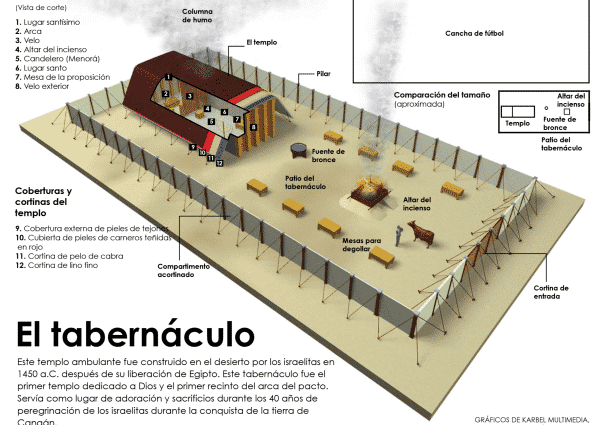 (Vista de corte)
1. Lugar santísimo
2. Arca
3. Velo
4. Altar del incienso
5. Candelero (Menorá)
6. Lugar santo
7. Mesa de la proposición
8. Velo exterior
Columna
de humo
El templo
Pilar
Cancha de fútbol
Comparación del tamaño
(aproximada)
Altar del
incienso
Templo
Fuente de
bronce
Patio del
tabernáculo
1
2
3
4
5
6
7
8
9
10
11
12
Fuente de
bronce
Patio del
tabernáculo
Altar del
incienso
Mesas para
degollar
Coberturas y
cortinas del
templo
9. Cobertura externa de pieles de tejones
10. Cubierta de pieles de carneros teñidas
en rojo
11. Cortina de pelo de cabra
12. Cortina de lino fino
Compartimento
acortinado
Cortina de
entrada
El tabernáculo
Este templo ambulante fue construido en el desierto por los israelitas en
1450 a.C. después de su liberación de Egipto. Este tabernáculo fue el
primer templo dedicado a Dios y el primer recinto del arca del pacto.
Servía como lugar de adoración y sacrificios durante los 40 años de
peregrinación de los israelitas durante la conquista de la tierra de
Canaán.
GRÁFICOS DE KARBEL MULTIMEDIA,